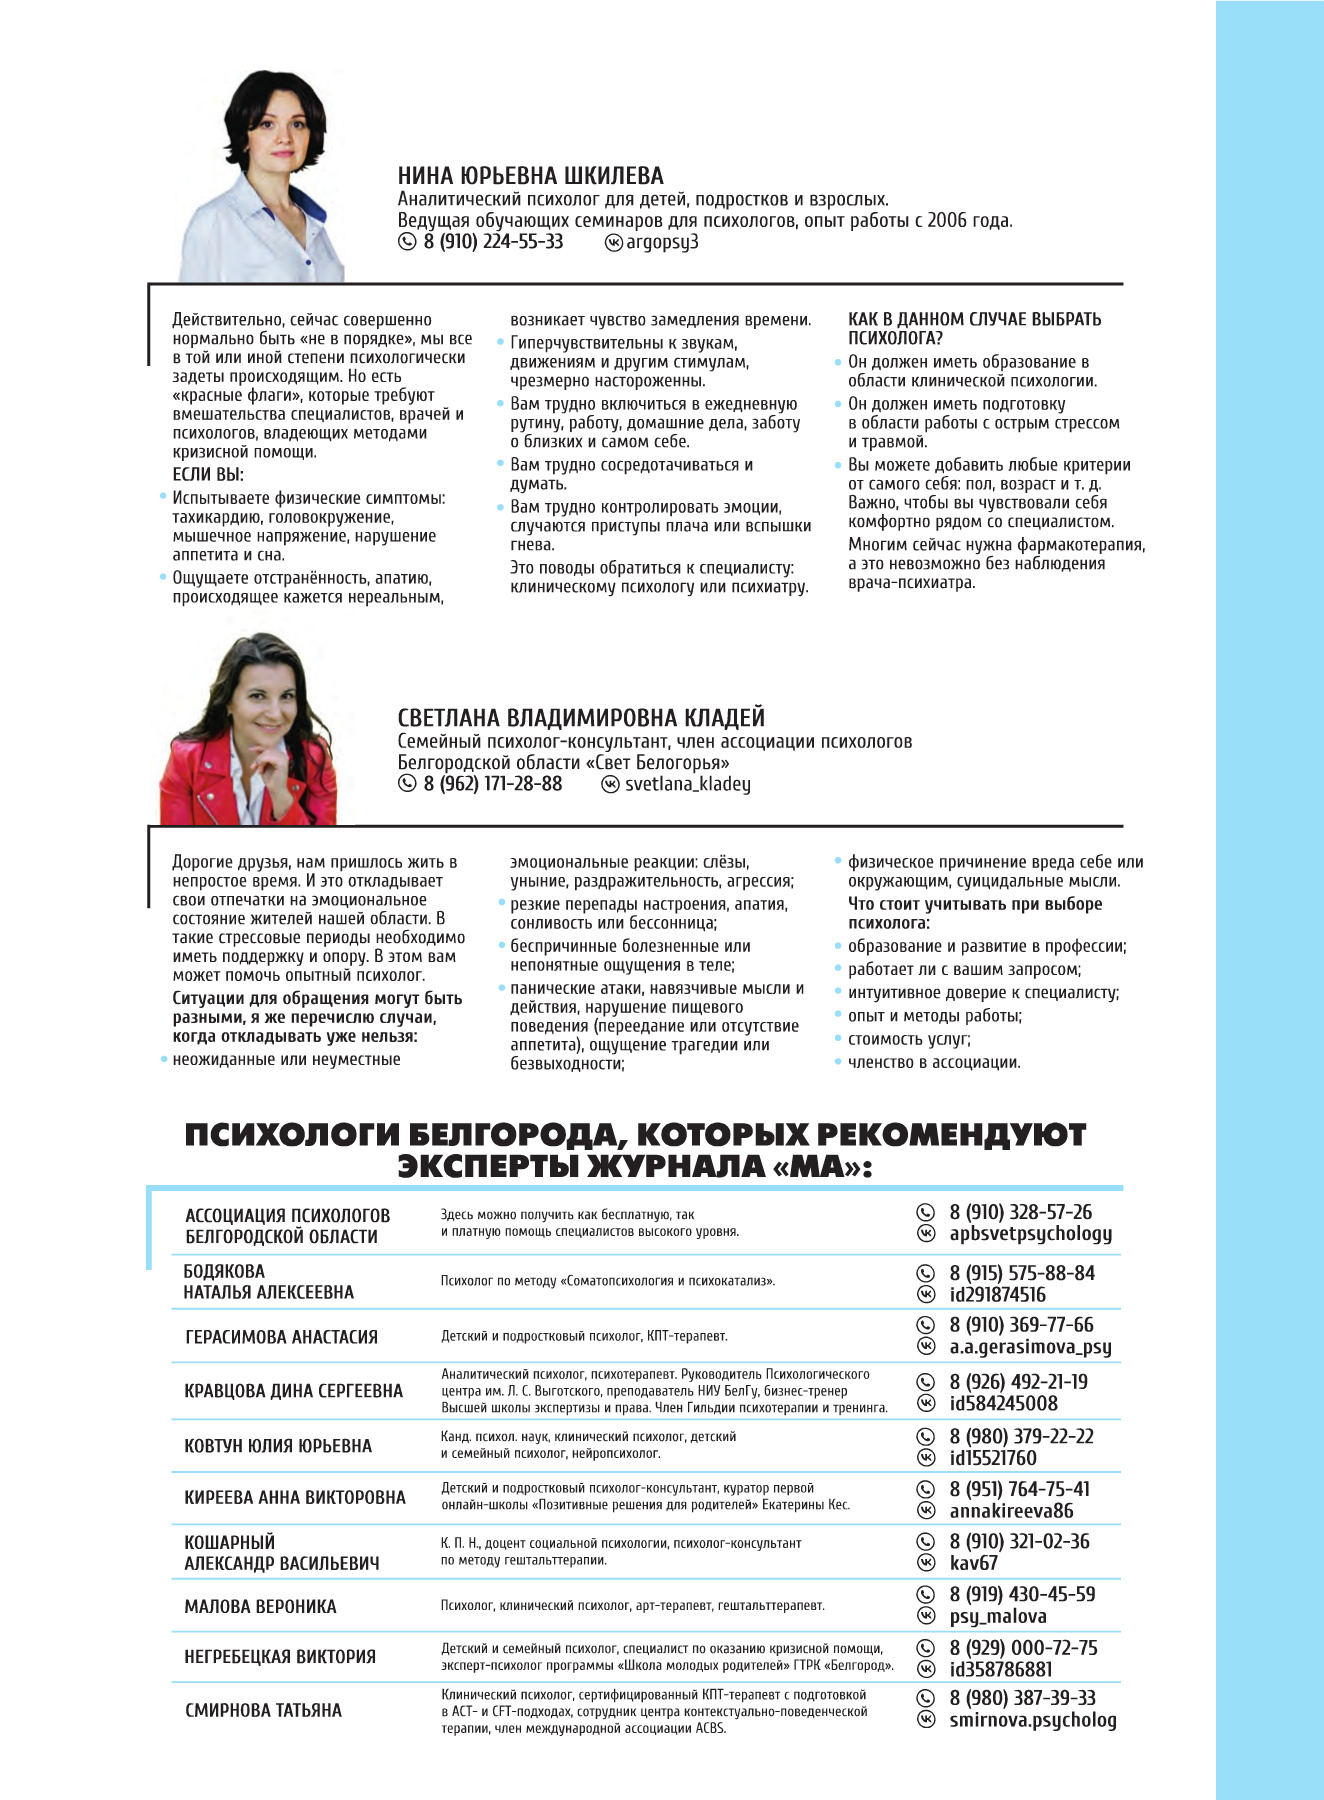 НИНА ЮРЬЕВНА ШКИЛЕВА
Аналитический психолог для детей, подростков и взрослых.
Ведущая обучающих семинаров для психологов, опыт работы с 2006 года.
8 (910) 224-55-33 argopsy3
Действительно, сейчас совершенно
нормально быть «не в порядке», мы все
в той или иной степени психологически
задеты происходящим. Но есть
«красные флаги», которые требуют
вмешательства специалистов, врачей и
психологов, владеющих методами
кризисной помощи.
ЕСЛИ ВЫ:
• Испытываете физические симптомы:
тахикардию, головокружение,
мышечное напряжение, нарушение
аппетита и сна.
• Ощущаете отстранённость, апатию,
происходящее кажется нереальным,
возникает чувство замедления времени.
• Гиперчувствительны к звукам,
движениям и другим стимулам,
чрезмерно настороженны.
• Вам трудно включиться в ежедневную
рутину, работу, домашние дела, заботу
о близких и самом себе.
• Вам трудно сосредотачиваться и
думать.
• Вам трудно контролировать эмоции,
случаются приступы плача или вспышки
гнева.
Это поводы обратиться к специалисту:
клиническому психологу или психиатру.
КАК В ДАННОМ СЛУЧАЕ ВЫБРАТЬ
ПСИХОЛОГА?
• Он должен иметь образование в
области клинической психологии.
• Он должен иметь подготовку
в области работы с острым стрессом
и травмой.
• Вы можете добавить любые критерии
от самого себя: пол, возраст и т. д.
Важно, чтобы вы чувствовали себя
комфортно рядом со специалистом.
Многим сейчас нужна фармакотерапия,
а это невозможно без наблюдения
врача-психиатра.
СВЕТЛАНА ВЛАДИМИРОВНА КЛАДЕЙ
Семейный психолог-консультант, член ассоциации психологов
Белгородской области «Свет Белогорья»
8 (962) 171-28-88 svetlana_kladey
Дорогие друзья, нам пришлось жить в
непростое время. И это откладывает
свои отпечатки на эмоциональное
состояние жителей нашей области. В
такие стрессовые периоды необходимо
иметь поддержку и опору. В этом вам
может помочь опытный психолог.
Ситуации для обращения могут быть
разными, я же перечислю случаи,
когда откладывать уже нельзя:
• неожиданные или неуместные
эмоциональные реакции: слёзы,
уныние, раздражительность, агрессия;
• резкие перепады настроения, апатия,
сонливость или бессонница;
• беспричинные болезненные или
непонятные ощущения в теле;
• панические атаки, навязчивые мысли и
действия, нарушение пищевого
поведения (переедание или отсутствие
аппетита), ощущение трагедии или
безвыходности;
• физическое причинение вреда себе или
окружающим, суицидальные мысли.
Что стоит учитывать при выборе
психолога:
• образование и развитие в профессии;
• работает ли с вашим запросом;
• интуитивное доверие к специалисту;
• опыт и методы работы;
• стоимость услуг;
• членство в ассоциации.
ПСИХОЛОГИ БЕЛГОРОДА, КОТОРЫХ РЕКОМЕНДУЮТ
ЭКСПЕРТЫ ЖУРНАЛА «МА»:
АССОЦИАЦИЯ ПСИХОЛОГОВ
БЕЛГОРОДСКОЙ ОБЛАСТИ
Здесь можно получить как бесплатную, так
и платную помощь специалистов высокого уровня.
8 (910) 328-57-26
apbsvetpsychology
БОДЯКОВА
НАТАЛЬЯ АЛЕКСЕЕВНА
Психолог по методу «Соматопсихология и психокатализ».
8 (915) 575-88-84
id291874516
ГЕРАСИМОВА АНАСТАСИЯ
Детский и подростковый психолог, КПТ-терапевт.
8 (910) 369-77-66
a.a.gerasimova_psy
КРАВЦОВА ДИНА СЕРГЕЕВНА
Аналитический психолог, психотерапевт. Руководитель Психологического
центра им. Л. С. Выготского, преподаватель НИУ БелГу, бизнес-тренер
Высшей школы экспертизы и права. Член Гильдии психотерапии и тренинга.
8 (926) 492-21-19
id584245008
КОВТУН ЮЛИЯ ЮРЬЕВНА
Канд. психол. наук, клинический психолог, детский
и семейный психолог, нейропсихолог.
8 (980) 379-22-22
id15521760
КИРЕЕВА АННА ВИКТОРОВНА
Детский и подростковый психолог-консультант, куратор первой
онлайн-школы «Позитивные решения для родителей» Екатерины Кес.
8 (951) 764-75-41
annakireeva86
КОШАРНЫЙ
АЛЕКСАНДР ВАСИЛЬЕВИЧ
К. П. Н., доцент социальной психологии, психолог-консультант
по методу гештальттерапии.
8 (910) 321-02-36
kav67
МАЛОВА ВЕРОНИКА
Психолог, клинический психолог, арт-терапевт, гештальттерапевт.
8 (919) 430-45-59
psy_malova
НЕГРЕБЕЦКАЯ ВИКТОРИЯ
Детский и семейный психолог, специалист по оказанию кризисной помощи,
эксперт-психолог программы «Школа молодых родителей» ГТРК «Белгород».
8 (929) 000-72-75
id358786881
СМИРНОВА ТАТЬЯНА
Клинический психолог, сертифицированный КПТ-терапевт с подготовкой
в ACT- и CFT-подходах, сотрудник центра контекстуально-поведенческой
терапии, член международной ассоциации ACBS.
8 (980) 387-39-33
smirnova.psycholog